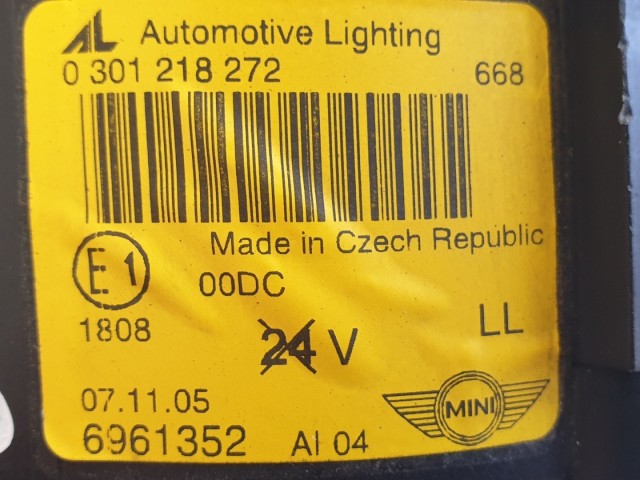 AL Automotive Lighting
0 301 218 272 668
Made in Czech Republic
E1 00DC
1808 24 V LL
07.11.05 MINI
6961352 AI 04